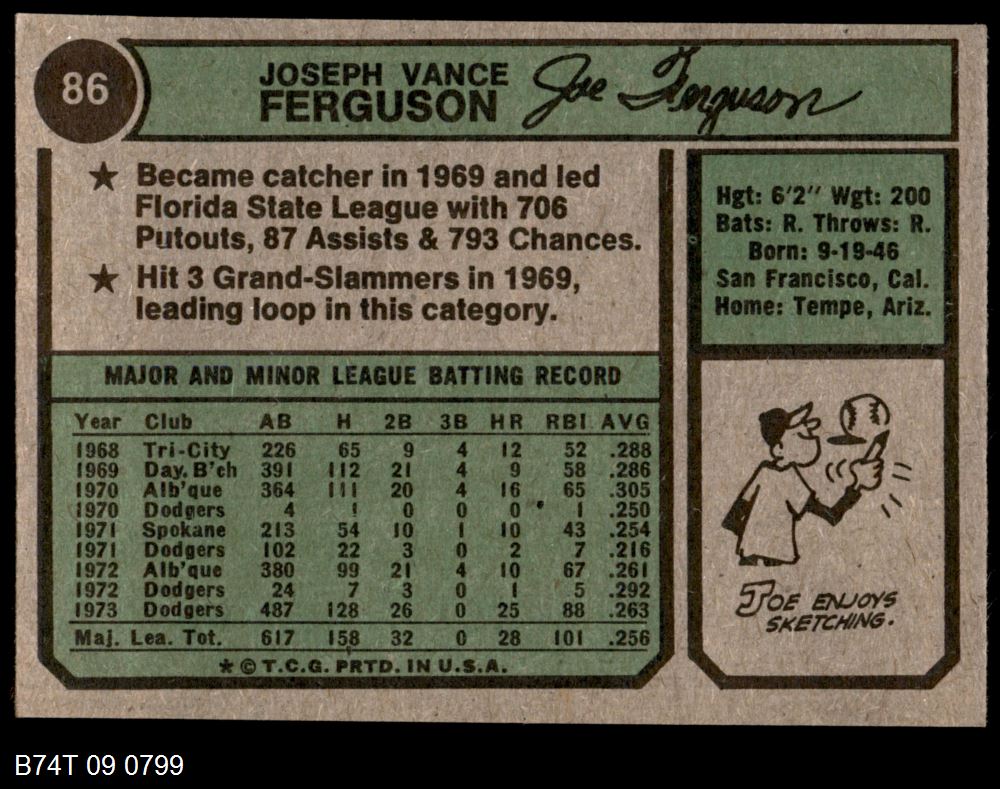 86
JOSEPH VANCE
FERGUSON
Joe Ferguson
★ Became catcher in 1969 and led
Florida State League with 706
Putouts, 87 Assists & 793 Chances.
★ Hit 3 Grand-Slammers in 1969,
leading loop in this category.
Hgt: 6'2" Wgt: 200
Bats: R. Throws: R.
Born: 9-19-46
San Francisco, Cal.
Home: Tempe, Ariz.
MAJOR AND MINOR LEAGUE BATTING RECORD
Year Club AB H 2B 3B HR RBI AVG
1968 Tri-City 226 65 9 4 12 52 .288
1969 Day. B'ch 391 112 21 4 9 58 .286
1970 Alb'que 364 111 20 4 16 65 .305
1970 Dodgers 4 1 0 0 0 1 .250
1971 Spokane 213 54 10 1 10 43 .254
1971 Dodgers 102 22 3 0 2 7 .216
1972 Alb'que 380 99 21 4 10 67 .261
1972 Dodgers 24 7 3 0 1 5 .292
1973 Dodgers 487 128 26 0 25 88 .263
Maj. Lea. Tot. 617 158 32 0 28 101 .256
★ © T.C.G. PRTD. IN U.S.A.
JOE ENJOYS
SKETCHING.
B74T 09 0799